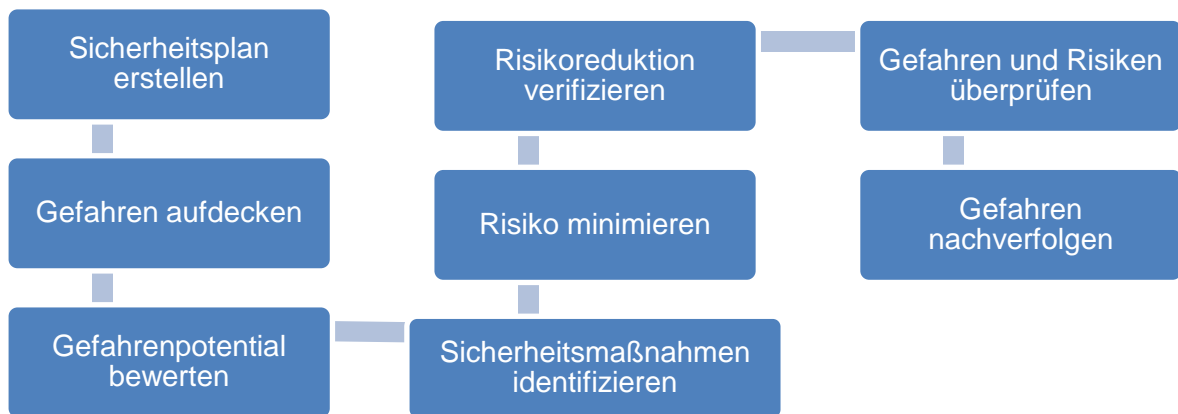 Sicherheitsplan
erstellen
Gefahren aufdecken
Gefahrenpotential
bewerten
Sicherheitsmaßnahmen
identifizieren
Risiko minimieren
Risikoreduktion
verifizieren
Gefahren und Risiken
überprüfen
Gefahren
nachverfolgen